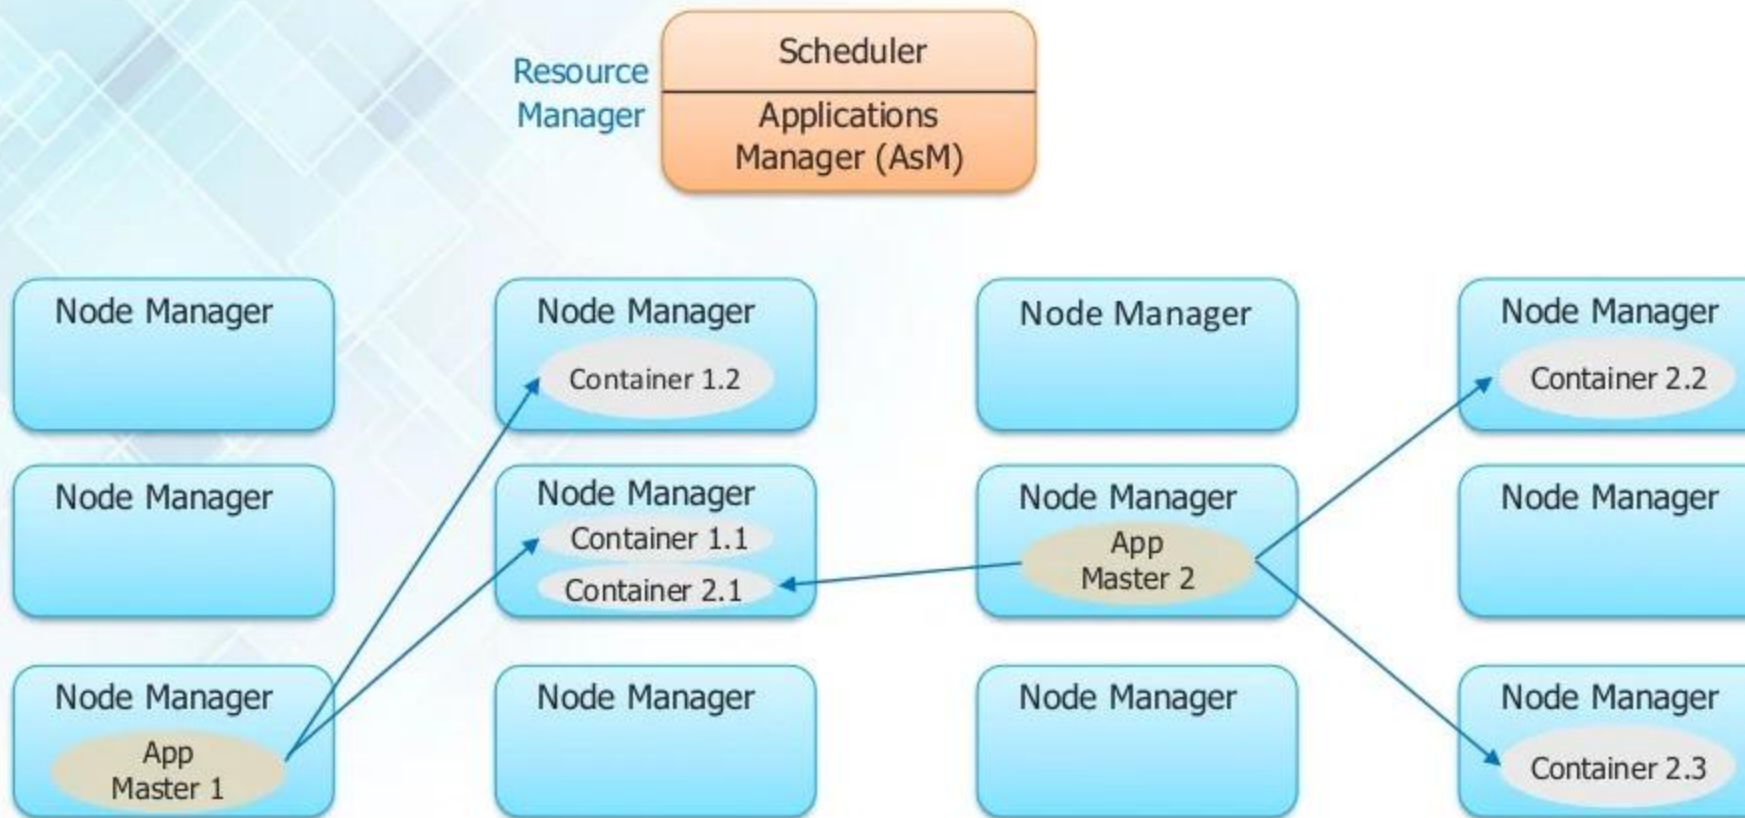 Resource
Manager
Scheduler
Applications
Manager (AsM)
Node Manager
Node Manager
Container 1.2
Node Manager
Node Manager
Container 2.2
Node Manager
Node Manager
Container 1.1
Container 2.1
Node Manager
App
Master 2
Node Manager
Node Manager
App
Master 1
Node Manager
Node Manager
Node Manager
Container 2.3